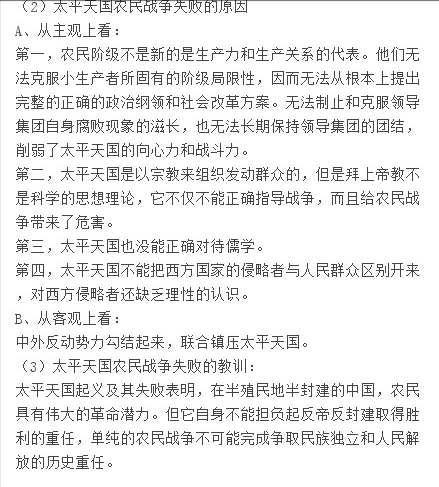 （2）太平天国农民战争失败的原因
A、从主观上看：
第一，农民阶级不是新的是生产力和生产关系的代表。他们无
法克服小生产者所固有的阶级局限性，因而无法从根本上提出
完整的正确的政治纲领和社会改革方案。无法制止和克服领导
集团自身腐败现象的滋长，也无法长期保持领导集团的团结，
削弱了太平天国的向心力和战斗力。
第二，太平天国是以宗教来组织发动群众的，但是拜上帝教不
是科学的思想理论，它不仅不能正确指导战争，而且给农民战
争带来了危害。
第三，太平天国也没能正确对待儒学。
第四，太平天国不能把西方国家的侵略者与人民群众区别开来
，对西方侵略者还缺乏理性的认识。
B、从客观上看：
中外反动势力勾结起来，联合镇压太平天国。
（3）太平天国农民战争失败的教训：
太平天国起义及其失败表明，在半殖民地半封建的中国，农民
具有伟大的革命潜力。但它自身不能担负起反帝反封建取得胜
利的重任，单纯的农民战争不可能完成争取民族独立和人民解
放的历史重任。